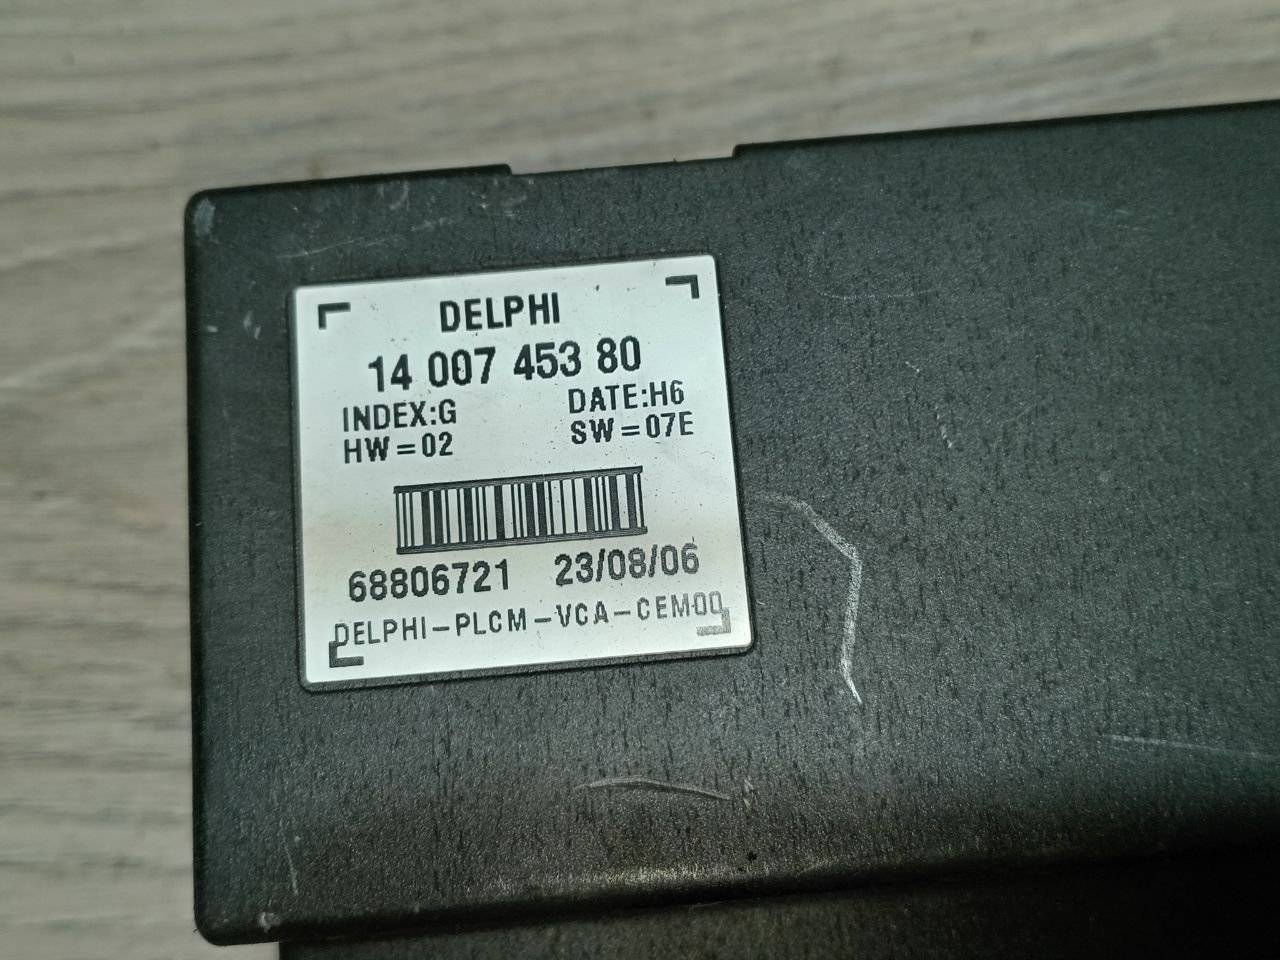 DELPHI
14 007 453 80
INDEX:G DATE:H6
HW=02 SW=07E
68806721 23/08/06
DELPHI-PLCM-VCA-CEM00